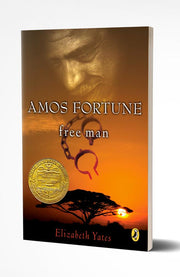 AMOS FORTUNE
free man
Elizabeth Yates